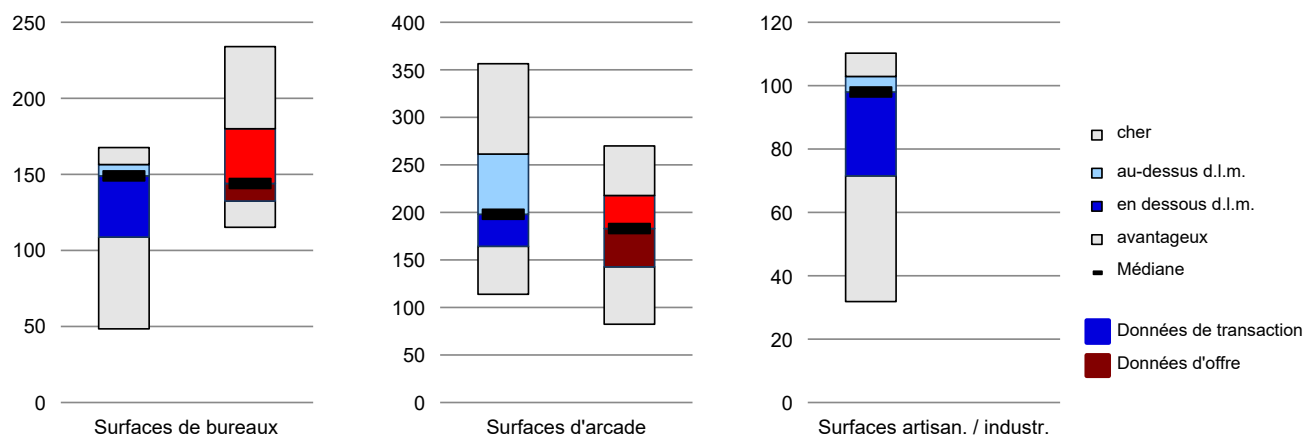 250
200
150
100
50
0
Surfaces de bureaux
400
350
300
250
200
150
100
50
0
Surfaces d'arcade
120
100
80
60
40
20
0
Surfaces artisan. / industr.
cher
au-dessus d.l.m.
en dessous d.l.m.
avantageux
Médiane
Données de transaction
Données d'offre